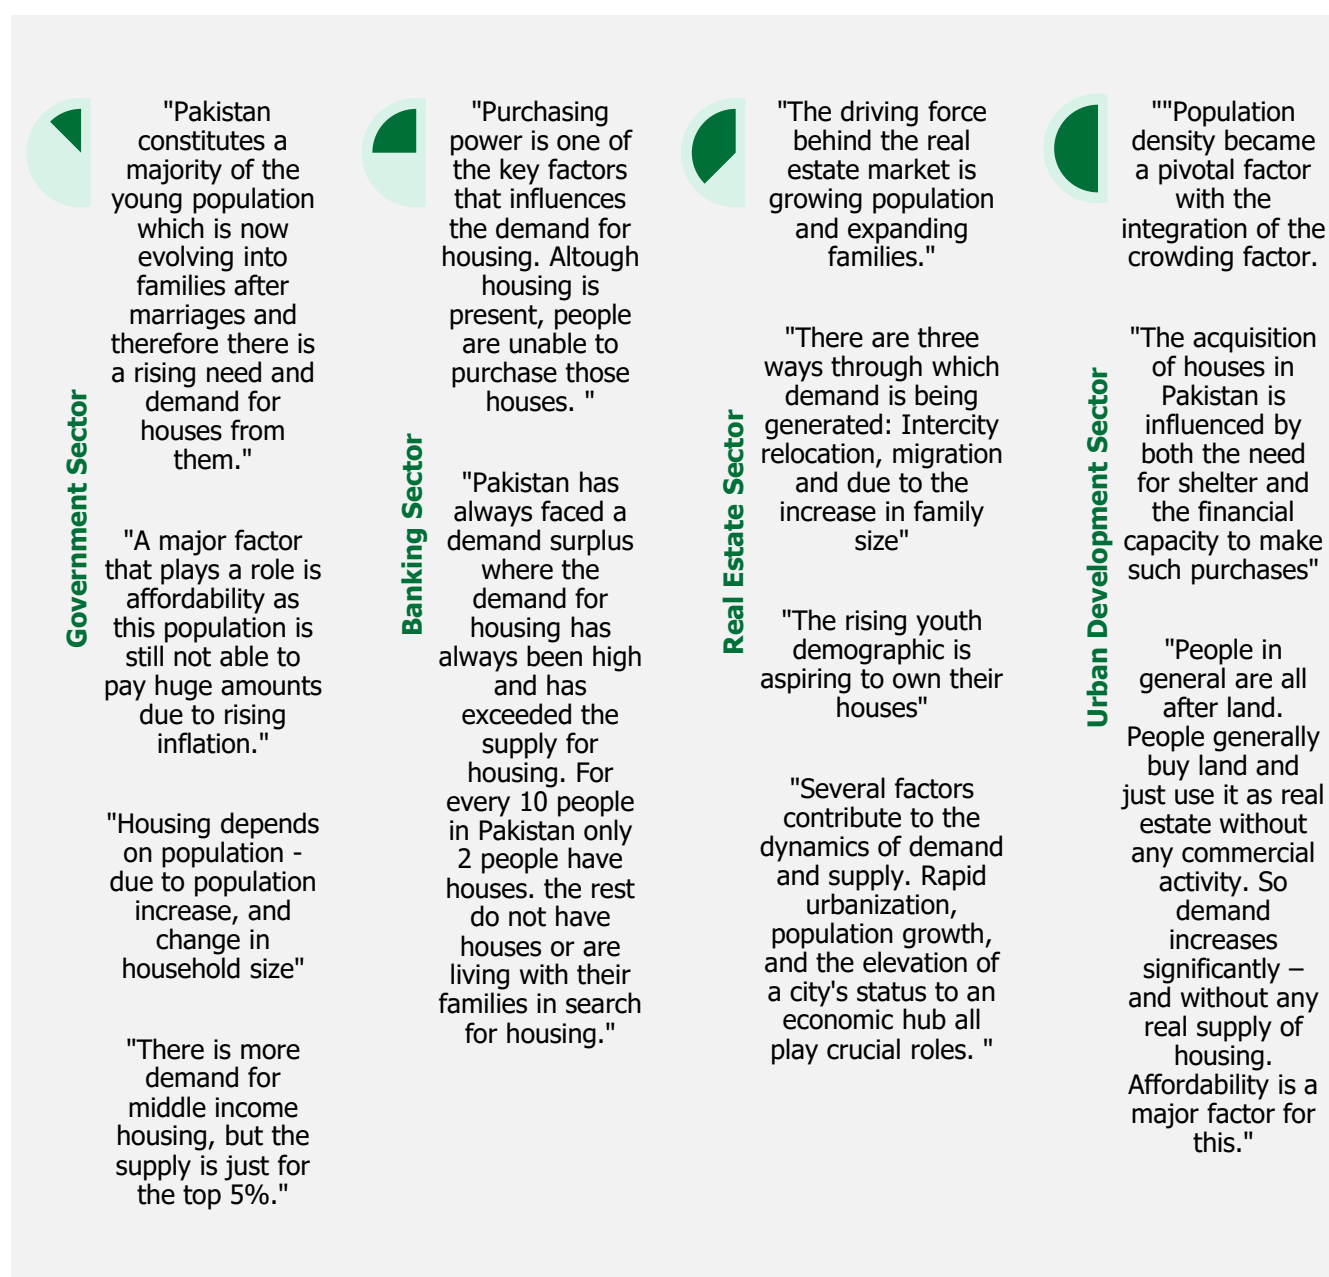 Government Sector
"Pakistan
constitutes a
majority of the
young population
which is now
evolving into
families after
marriages and
therefore there is
a rising need and
demand for
houses from
them."
"A major factor
that plays a role is
affordability as
this population is
still not able to
pay huge amounts
due to rising
inflation."
"Housing depends
on population -
due to population
increase, and
change in
household size"
"There is more
demand for
middle income
housing, but the
supply is just for
the top 5%."
Banking Sector
"Purchasing
power is one of
the key factors
that influences
the demand for
housing. Altough
housing is
present, people
are unable to
purchase those
houses. "
"Pakistan has
always faced a
demand surplus
where the
demand for
housing has
always been high
and has
exceeded the
supply for
housing. For
every 10 people
in Pakistan only
2 people have
houses. the rest
do not have
houses or are
living with their
families in search
for housing."
Real Estate Sector
"The driving force
behind the real
estate market is
growing population
and expanding
families."
"There are three
ways through which
demand is being
generated: Intercity
relocation, migration
and due to the
increase in family
size"
"The rising youth
demographic is
aspiring to own their
houses"
"Several factors
contribute to the
dynamics of demand
and supply. Rapid
urbanization,
population growth,
and the elevation of
a city's status to an
economic hub all
play crucial roles. "
Urban Development Sector
""Population
density became
a pivotal factor
with the
integration of the
crowding factor.
"The acquisition
of houses in
Pakistan is
influenced by
both the need
for shelter and
the financial
capacity to make
such purchases"
"People in
general are all
after land.
People generally
buy land and
just use it as real
estate without
any commercial
activity. So
demand
increases
significantly –
and without any
real supply of
housing.
Affordability is a
major factor for
this."